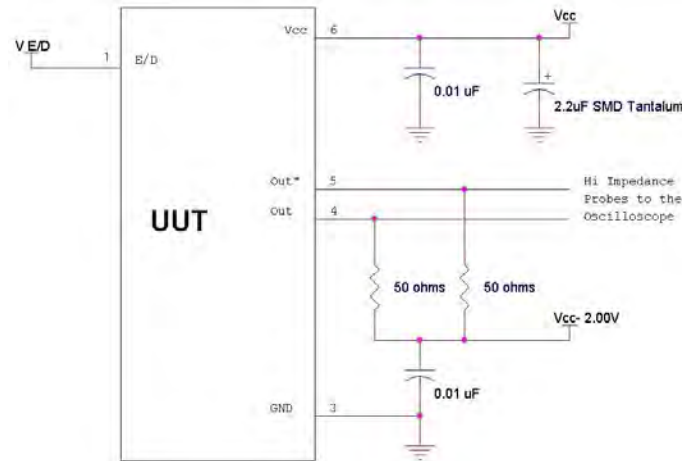 Vcc
6
Vcc
V E/D
1
E/D
0.01 uF
+
2.2uF SMD Tantalum
Out*
5
Hi Impedance
Probes to the
Oscilloscope
Out
4
UUT
50 ohms
50 ohms
Vcc- 2.00V
0.01 uF
GND
3